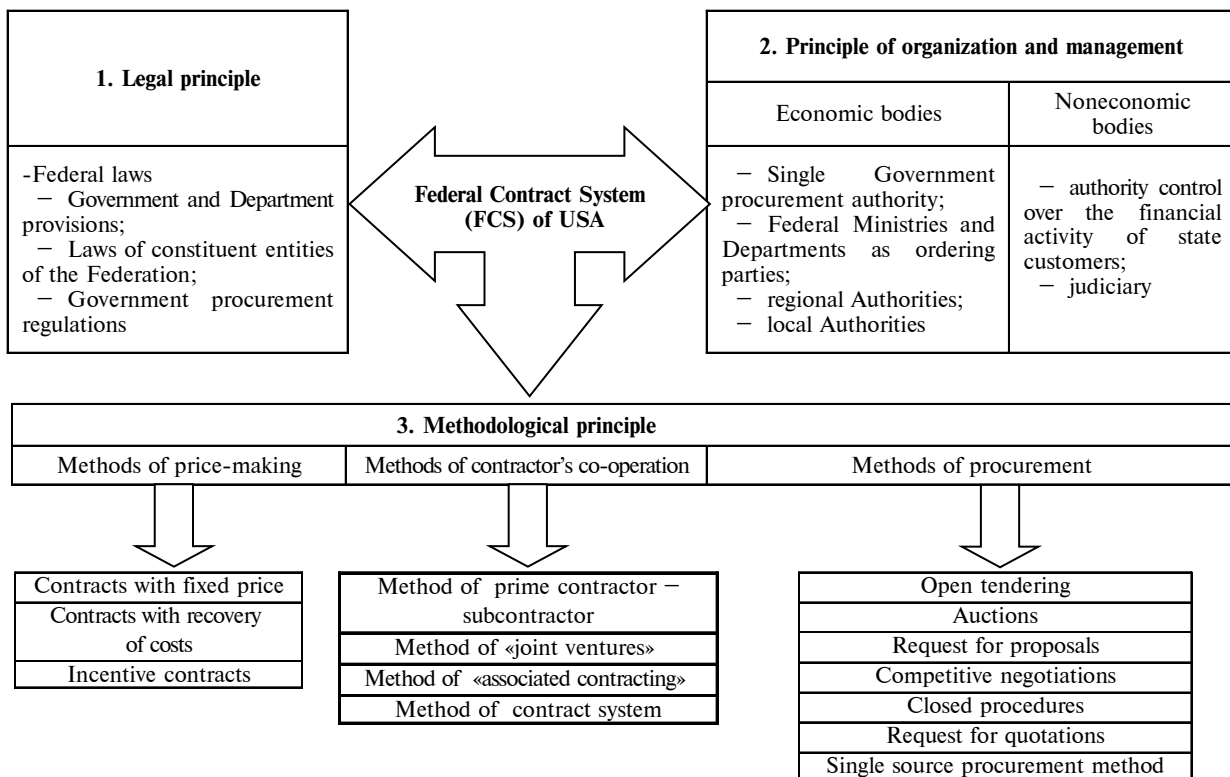 1. Legal principle
-Federal laws
— Government and Department
provisions;
— Laws of constituent entities
of the Federation;
— Government procurement
regulations
Federal Contract System
(FCS) of USA
2. Principle of organization and management
Economic bodies
Noneconomic
bodies
— Single Government
procurement authority;
— Federal Ministries and
Departments as ordering
parties;
— regional Authorities;
— local Authorities
— authority control
over the financial
activity of state
customers;
— judiciary
3. Methodological principle
Methods of price-making
Methods of contractor’s co-operation
Methods of procurement
Contracts with fixed price
Contracts with recovery
of costs
Incentive contracts
Method of prime contractor —
subcontractor
Method of «joint ventures»
Method of «associated contracting»
Method of contract system
Open tendering
Auctions
Request for proposals
Competitive negotiations
Closed procedures
Request for quotations
Single source procurement method